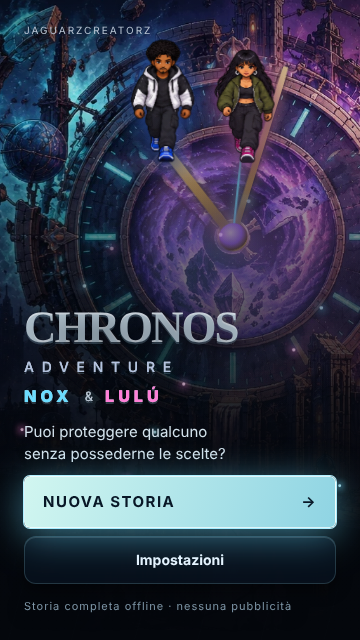 JAGUARZCREATORZ
CHRONOS
ADVENTURE
NOX & LULÚ
Puoi proteggere qualcuno
senza possederne le scelte?
NUOVA STORIA →
Impostazioni
Storia completa offline · nessuna pubblicità